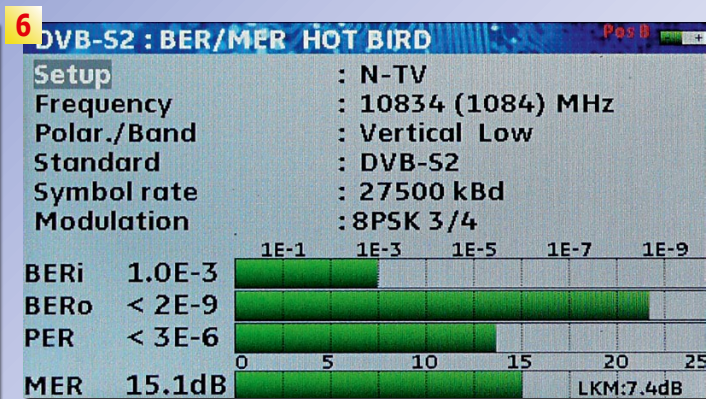 6
DVB-S2 : BER/MER HOT BIRD Pos B +
Setup : N-TV
Frequency : 10834 (1084) MHz
Polar./Band : Vertical Low
Standard : DVB-S2
Symbol rate : 27500 kBd
Modulation :8PSK 3/4
1E-1 1E-3 1E-5 1E-7 1E-9
BERi 1.0E-3
BERo < 2E-9
PER < 3E-6
0 5 10 15 20 25
MER 15.1dB LKM:7.4dB